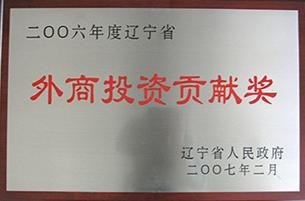 二〇〇六年度辽宁省
外商投资贡献奖
辽宁省人民政府
二〇〇七年二月